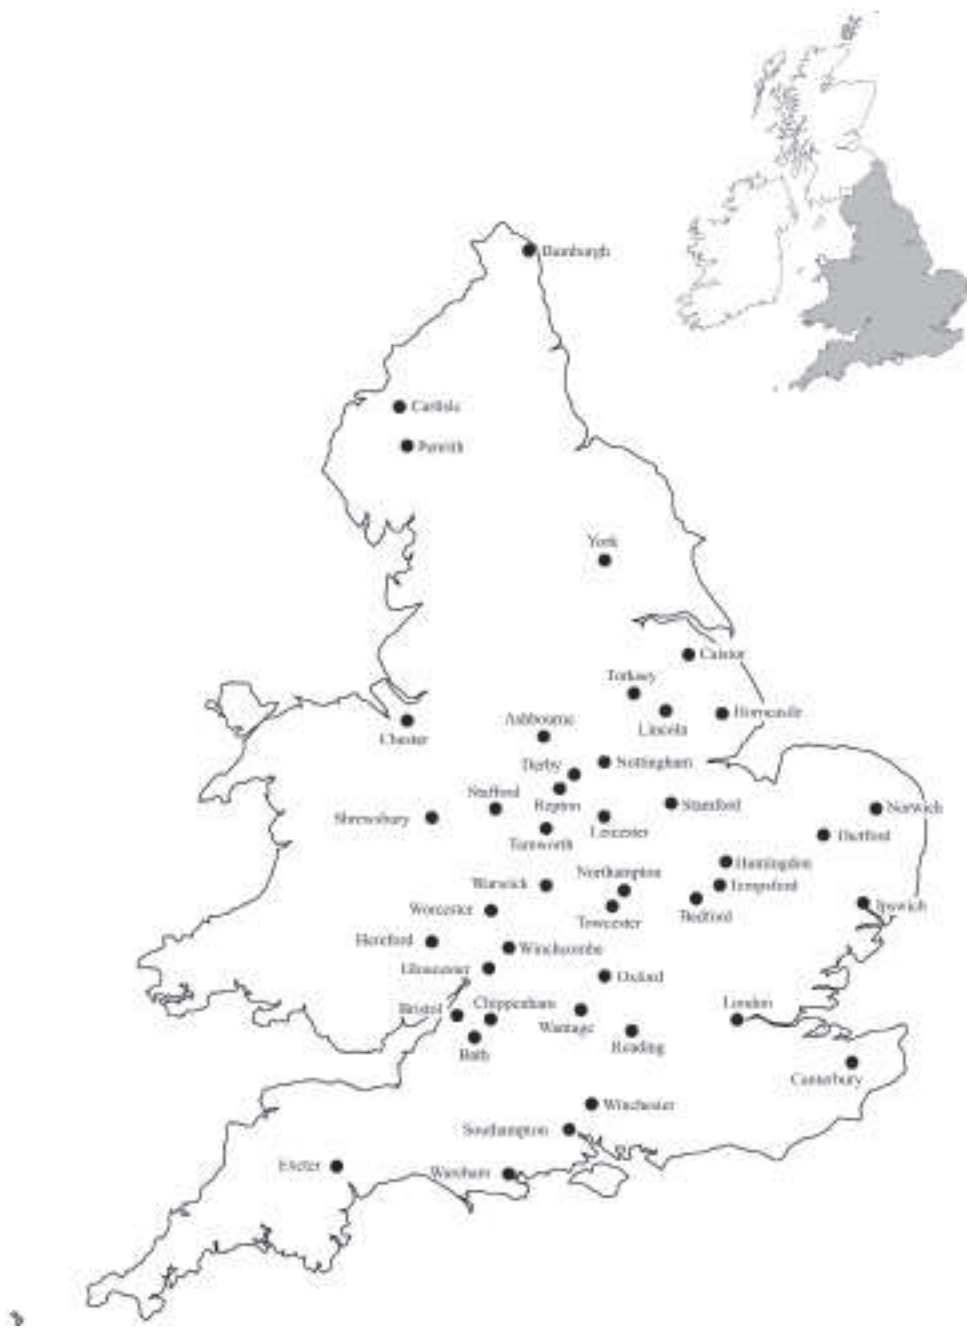 Bamburgh
Carlisle
Penrith
York
Caistor
Torksey
Lincoln
Horncastle
Chester
Ashbourne
Nottingham
Derby
Repton
Stafford
Stamford
Norwich
Shrewsbury
Leicester
Tamworth
Thetford
Huntingdon
Tempsford
Northampton
Warwick
Bedford
Ipswich
Worcester
Towcester
Hereford
Winchcombe
Gloucester
Oxford
Bristol
Chippenham
Wantage
London
Bath
Reading
Canterbury
Winchester
Southampton
Exeter
Wareham